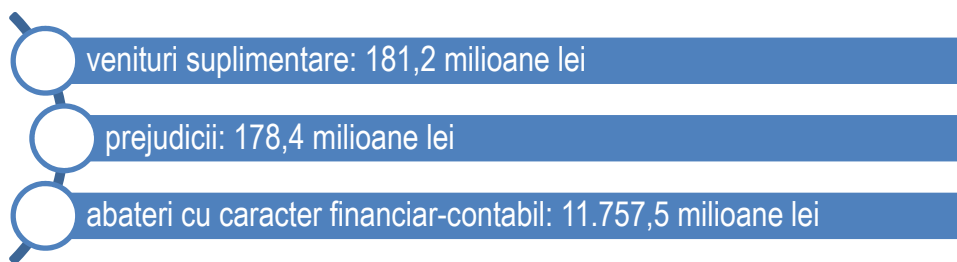 venituri suplimentare: 181,2 milioane lei
prejudicii: 178,4 milioane lei
abateri cu caracter financiar-contabil: 11.757,5 milioane lei